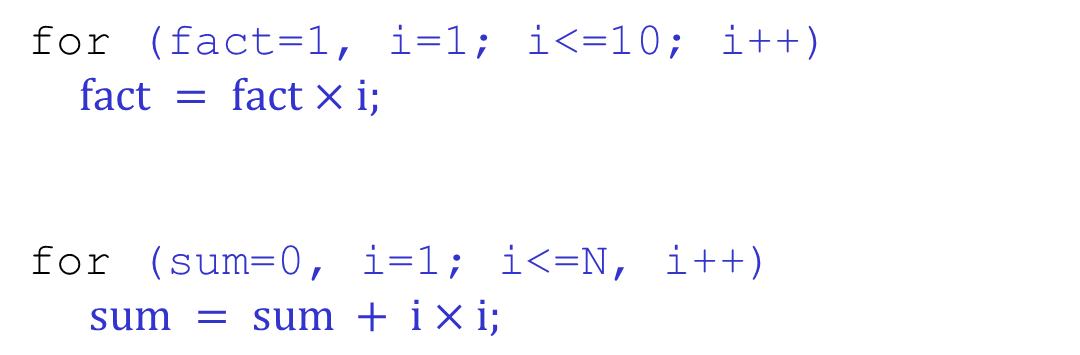 for (fact=1, i=1; i<=10; i++)
fact = fact × i;
for (sum=0, i=1; i<=N, i++)
sum = sum + i × i;